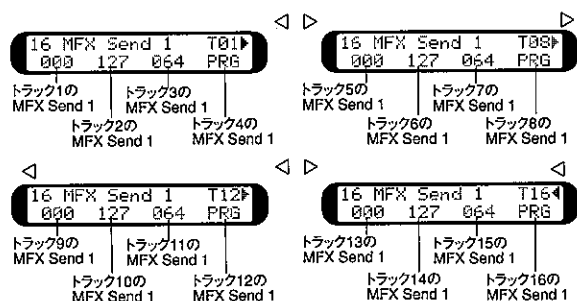 ◁ ▷
▷
16 MFX Send 1 T01▶
000 127 064 PRG
トラック1の
MFX Send 1
トラック2の
MFX Send 1
トラック3の
MFX Send 1
トラック4の
MFX Send 1
16 MFX Send 1 T08▶
000 127 064 PRG
トラック5の
MFX Send 1
トラック6の
MFX Send 1
トラック7の
MFX Send 1
トラック8の
MFX Send 1
◁
◁ ▷
◁
16 MFX Send 1 T12▶
000 127 064 PRG
トラック9の
MFX Send 1
トラック10の
MFX Send 1
トラック11の
MFX Send 1
トラック12の
MFX Send 1
16 MFX Send 1 T16◀
000 127 064 PRG
トラック13の
MFX Send 1
トラック14の
MFX Send 1
トラック15の
MFX Send 1
トラック16の
MFX Send 1